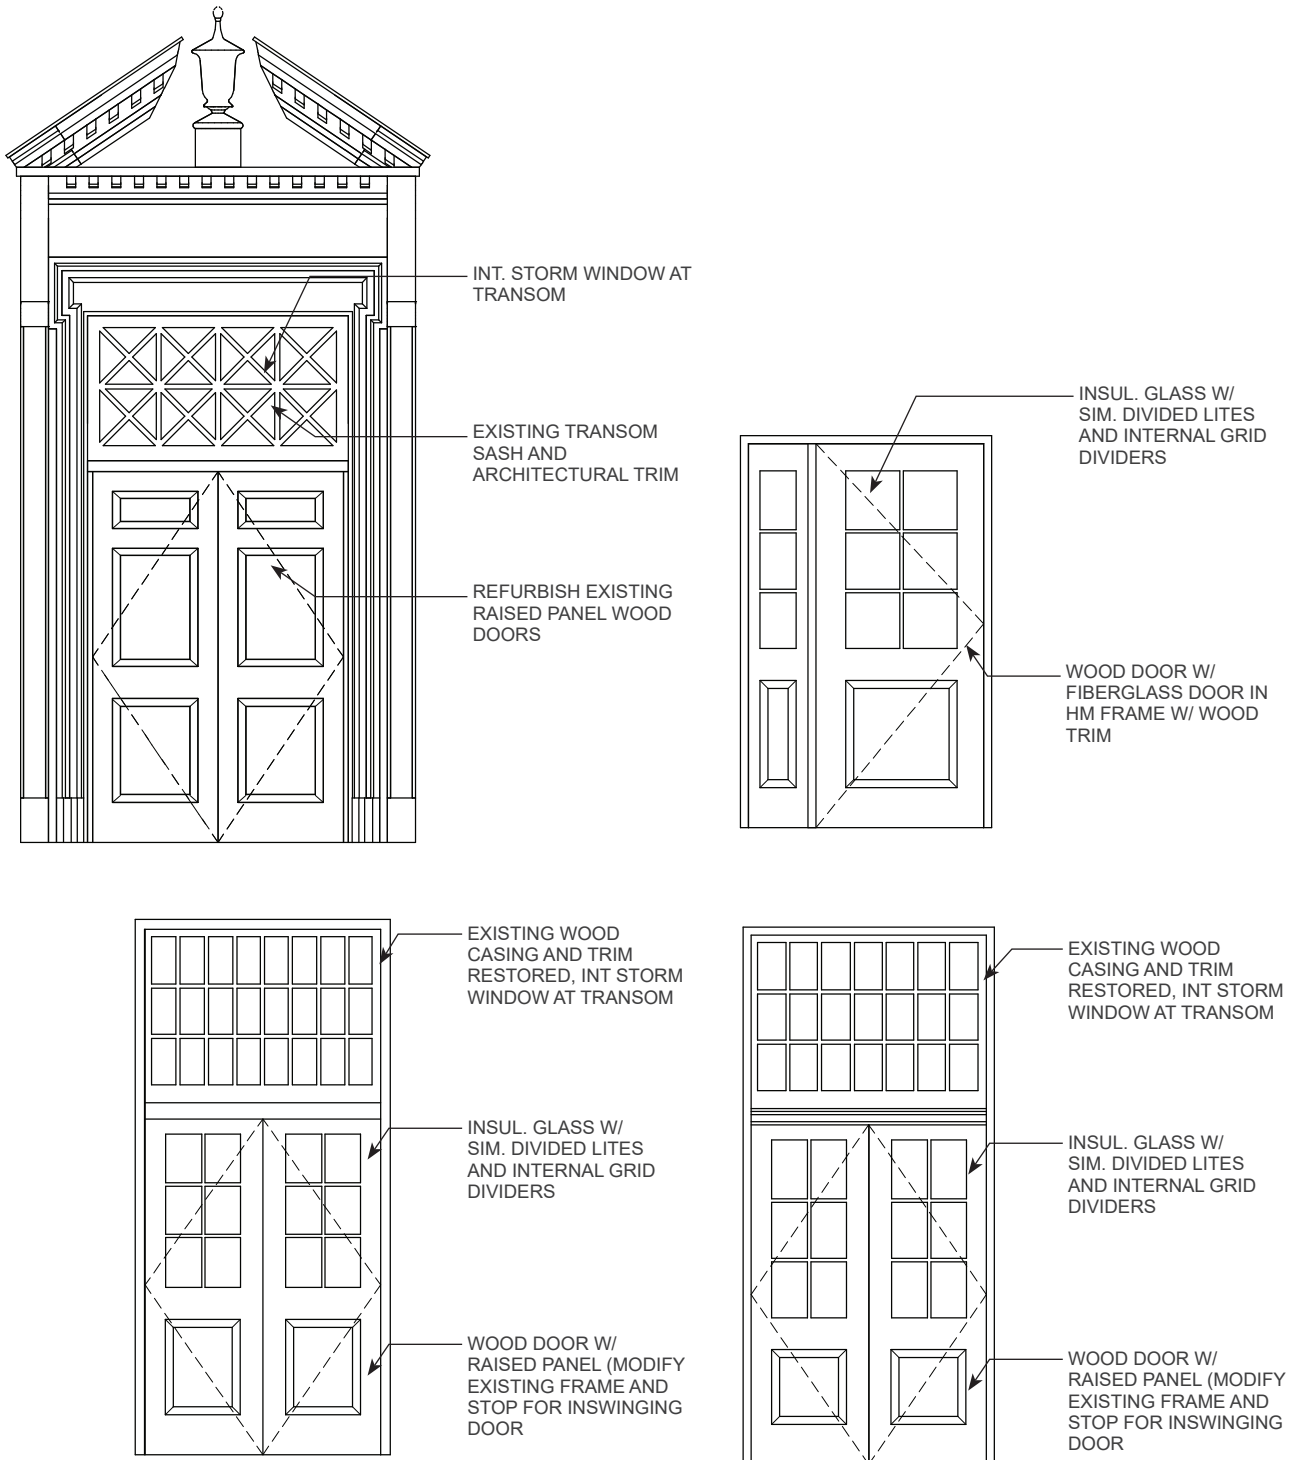 INT. STORM WINDOW AT
TRANSOM
EXISTING TRANSOM
SASH AND
ARCHITECTURAL TRIM
REFURBISH EXISTING
RAISED PANEL WOOD
DOORS
INSUL. GLASS W/
SIM. DIVIDED LITES
AND INTERNAL GRID
DIVIDERS
WOOD DOOR W/
FIBERGLASS DOOR IN
HM FRAME W/ WOOD
TRIM
EXISTING WOOD
CASING AND TRIM
RESTORED, INT STORM
WINDOW AT TRANSOM
INSUL. GLASS W/
SIM. DIVIDED LITES
AND INTERNAL GRID
DIVIDERS
WOOD DOOR W/
RAISED PANEL (MODIFY
EXISTING FRAME AND
STOP FOR INSWINGING
DOOR
EXISTING WOOD
CASING AND TRIM
RESTORED, INT STORM
WINDOW AT TRANSOM
INSUL. GLASS W/
SIM. DIVIDED LITES
AND INTERNAL GRID
DIVIDERS
WOOD DOOR W/
RAISED PANEL (MODIFY
EXISTING FRAME AND
STOP FOR INSWINGING
DOOR